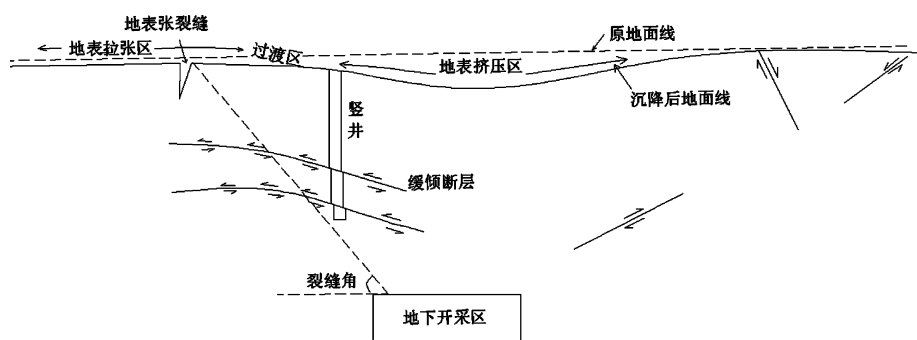 地表张裂缝
地表拉张区
过渡区
原地面线
地表挤压区
沉降后地面线
竖井
缓倾断层
裂缝角
地下开采区